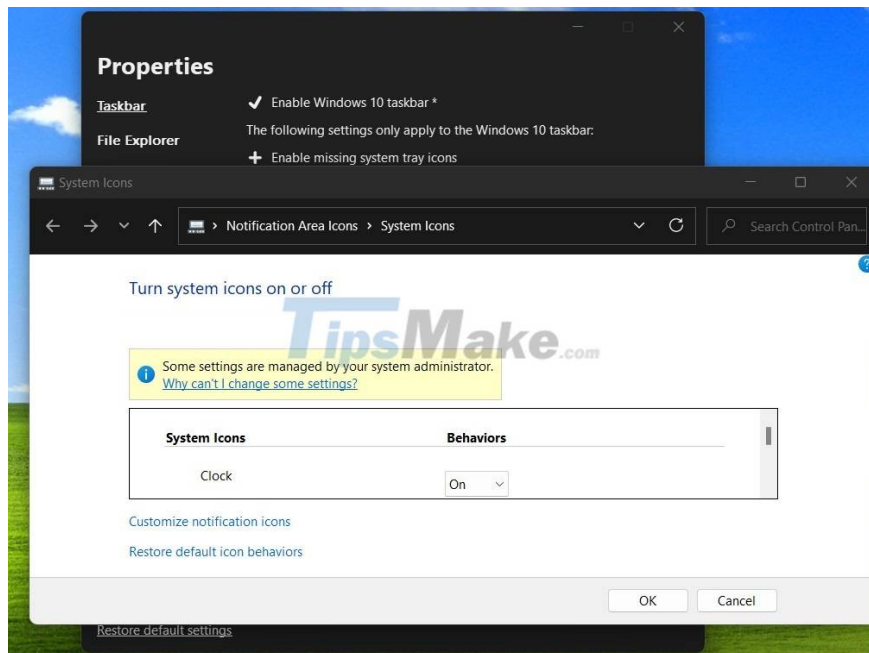 Properties
Taskbar
Enable Windows 10 taskbar *
The following settings only apply to the Windows 10 taskbar:
File Explorer
Enable missing system tray icons
System Icons
Notification Area Icons > System Icons
Search Control Pan...
?
Turn system icons on or off
TipsMake.com
Some settings are managed by your system administrator.
Why can't I change some settings?
System Icons Behaviors
Clock On
Customize notification icons
Restore default icon behaviors
OK Cancel
Restore default settings